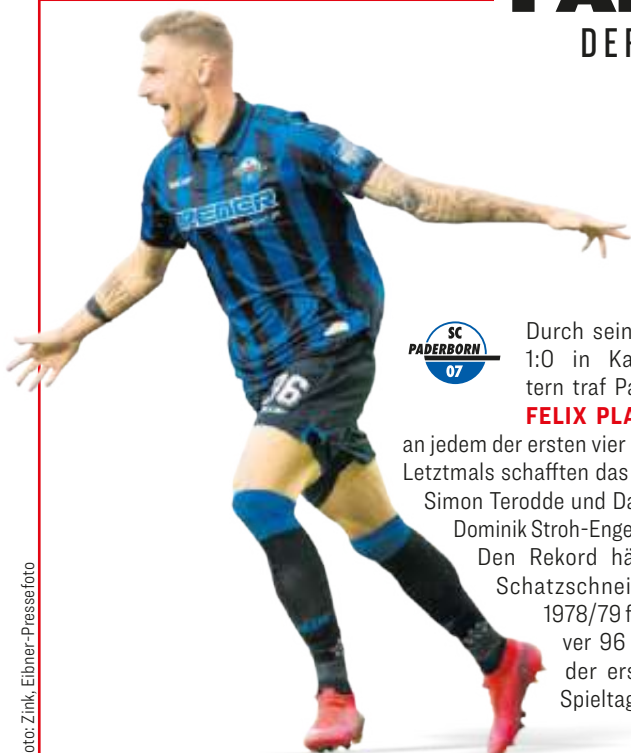 DER
SC
PADERBORN
07
Durch sein
1:0 in Ka
tern traf Pa
FELIX PLA
an jedem der ersten vier
Letztmals schafften das
Simon Terodde und Da
Dominik Stroh-Enge
Den Rekord hä
Schatzschnei
1978/79 f
ver 96
der ers
Spieltag
oto: Zink, Eibner-Pressefoto